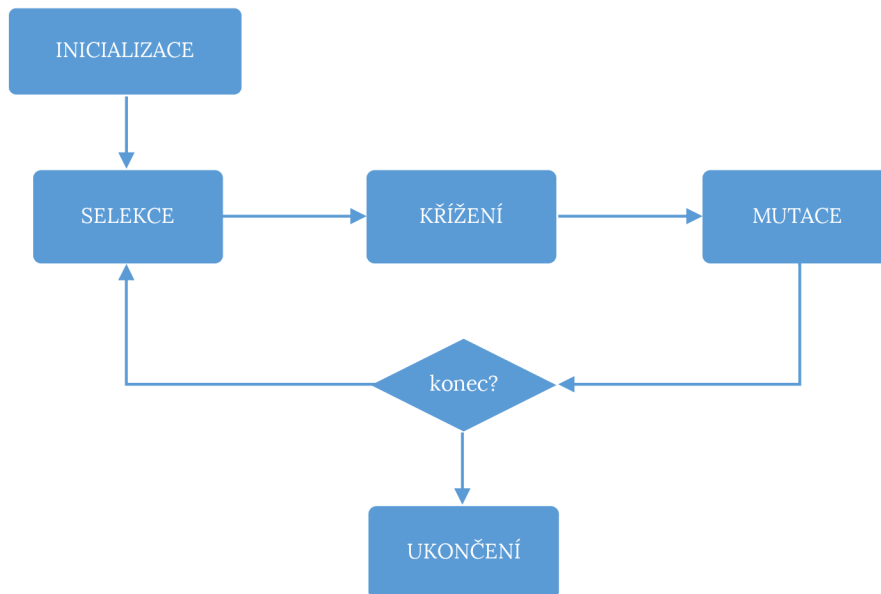 INICIALIZACE
SELEKCE
KŘÍŽENÍ
MUTACE
konec?
UKONČENÍ